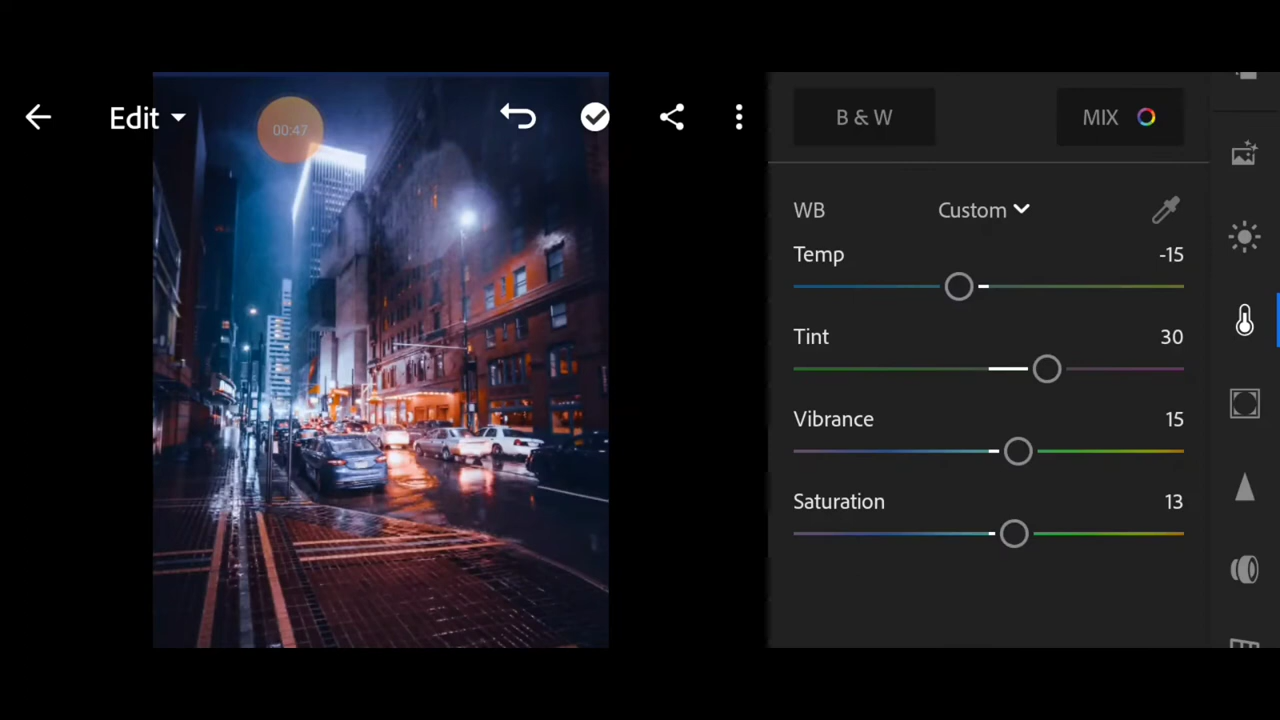 Edit
00:47
B & W
MIX
WB
Custom
Temp
-15
Tint
30
Vibrance
15
Saturation
13